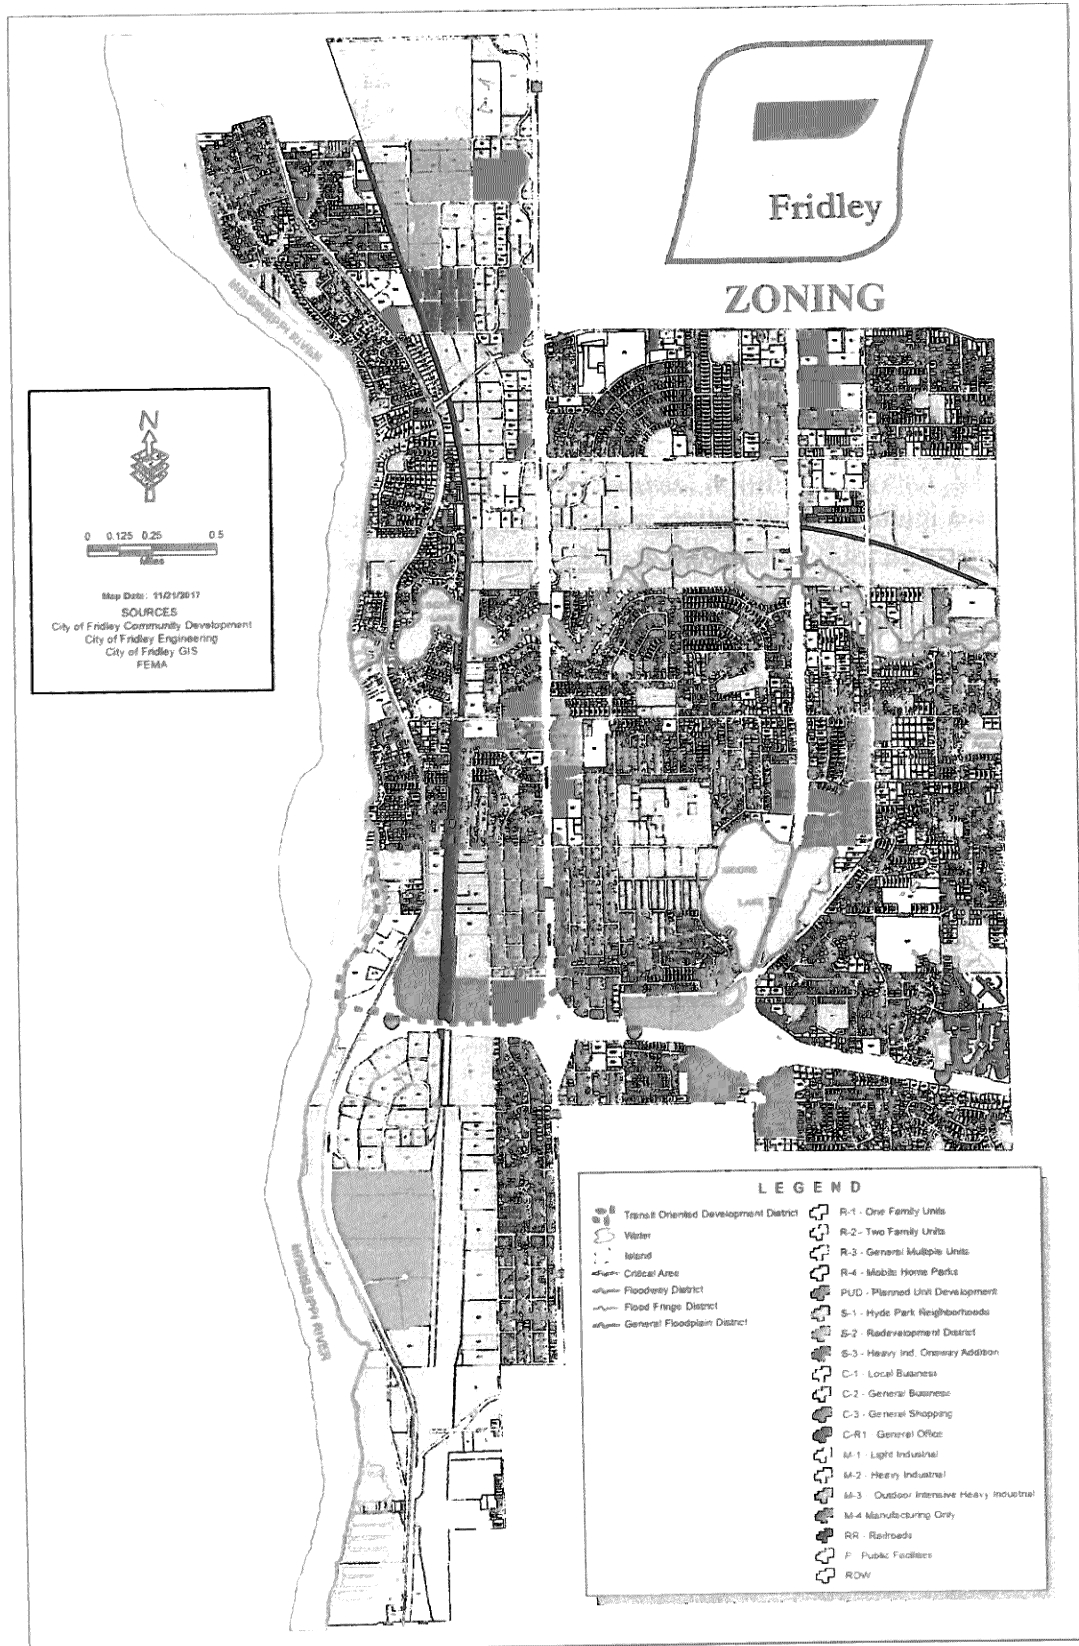 Fridley
ZONING
MISSISSIPPI RIVER
N
0 0.125 0.25 0.5
Miles
Map Date: 11/21/2017
SOURCES
City of Fridley Community Development
City of Fridley Engineering
City of Fridley GIS
FEMA
MOORE
LAKE
MISSISSIPPI RIVER
LEGEND
Transit Oriented Development District
Water
Island
Critical Area
Floodway District
Flood Fringe District
General Floodplain District
R-1 - One Family Units
R-2 - Two Family Units
R-3 - General Multiple Units
R-4 - Mobile Home Parks
PUD - Planned Unit Development
S-1 - Hyde Park Neighborhoods
S-2 - Redevelopment District
S-3 - Heavy Ind. Onaway Addition
C-1 - Local Business
C-2 - General Business
C-3 - General Shopping
C-R1 - General Office
M-1 - Light Industrial
M-2 - Heavy Industrial
M-3 Outdoor Intensive Heavy Industrial
M-4 Manufacturing Only
RR - Railroads
P - Public Facilities
ROW